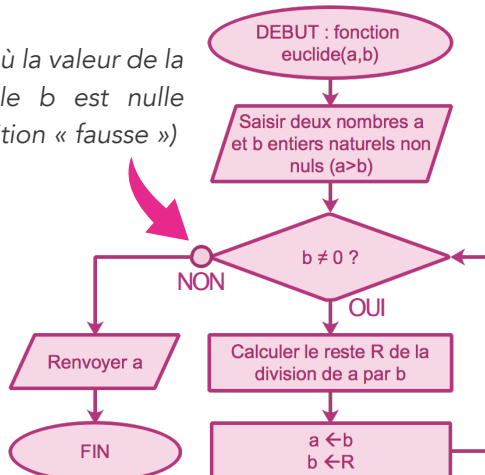 où la valeur de la
le b est nulle
tion « fausse »)
DEBUT : fonction
euclide(a,b)
Saisir deux nombres a
et b entiers naturels non
nuls (a>b)
b ≠ 0 ?
NON
OUI
Renvoyer a
Calculer le reste R de la
division de a par b
FIN
a ←b
b ←R